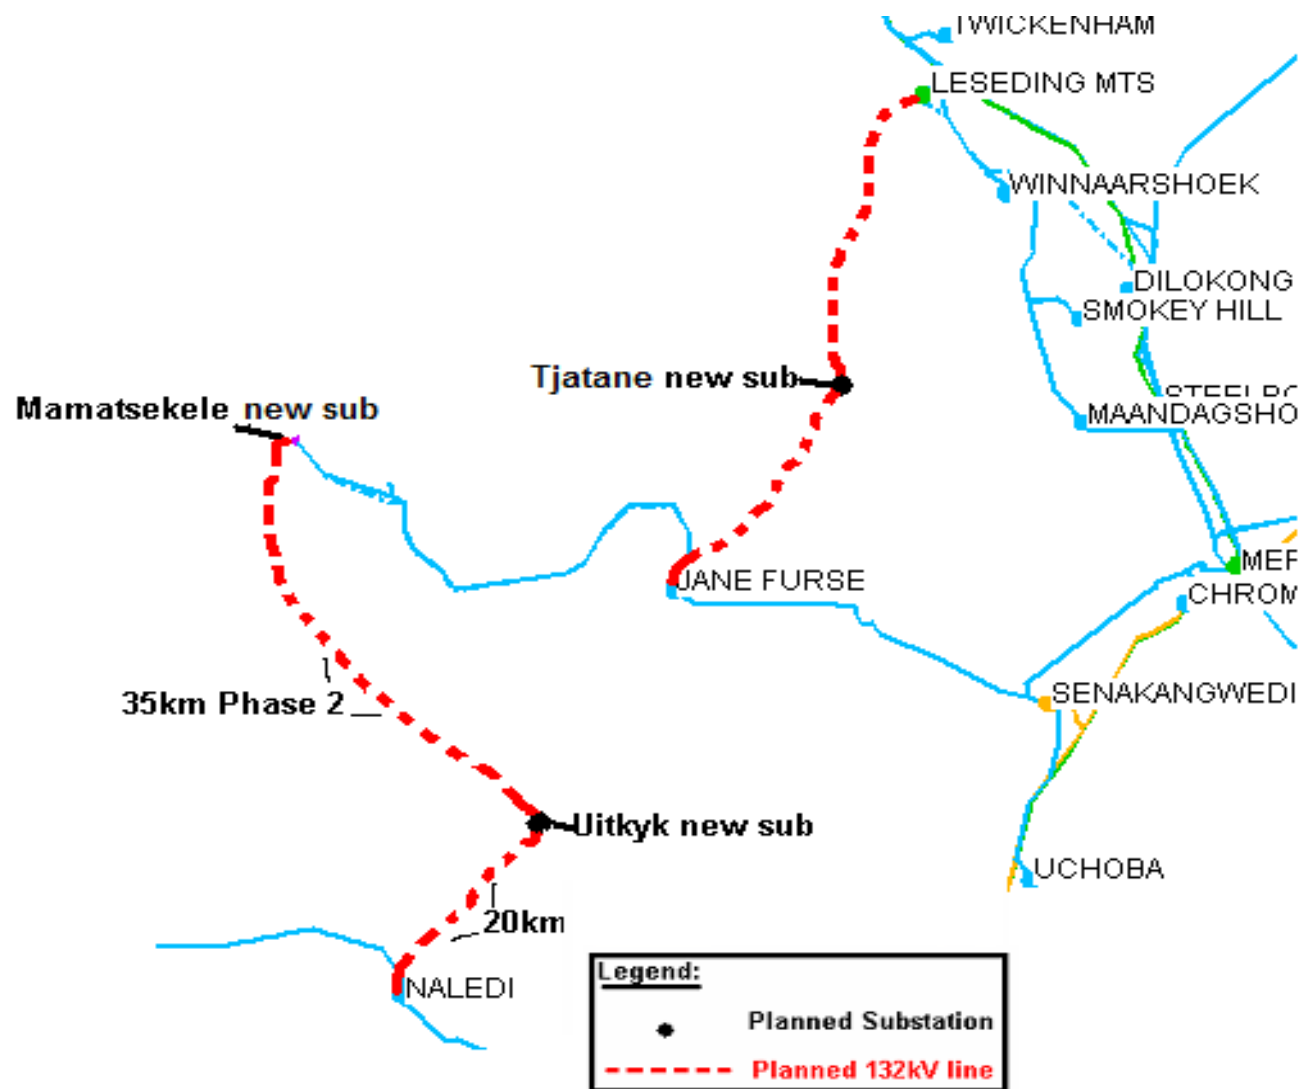 TWICKENHAM
LESEDING MTS
WINNAARSHOEK
DILOKONG
SMOKEY HILL
Tjatane new sub
MAANDAGSHO
Mamatsekele new sub
MER
JANE FURSE
CHROM
SENAKANGWEDI
35km Phase 2
Uitkyk new sub
UCHOBA
20km
NALEDI
Legend:
Planned Substation
Planned 132kV line